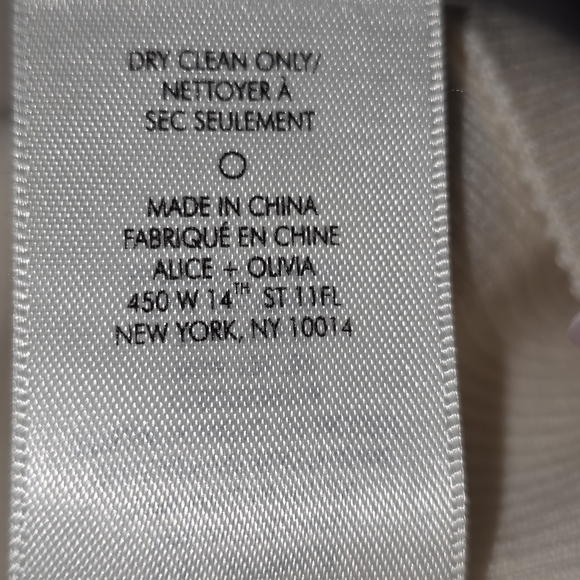 DRY CLEAN ONLY/
NETTOYER À
SEC SEULEMENT
MADE IN CHINA
FABRIQUÉ EN CHINE
ALICE + OLIVIA
450 W 14TH ST 11FL
NEW YORK, NY 10014